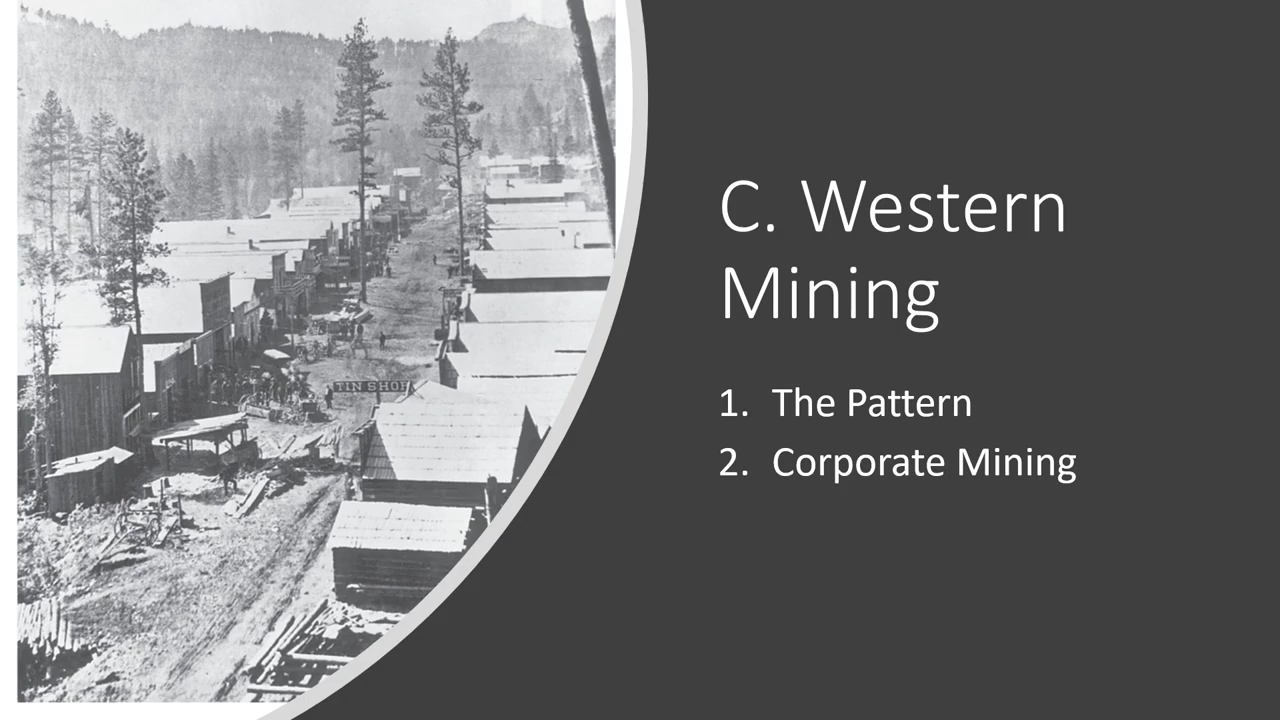 C. Western
Mining
1. The Pattern
2. Corporate Mining
TIN SHOP